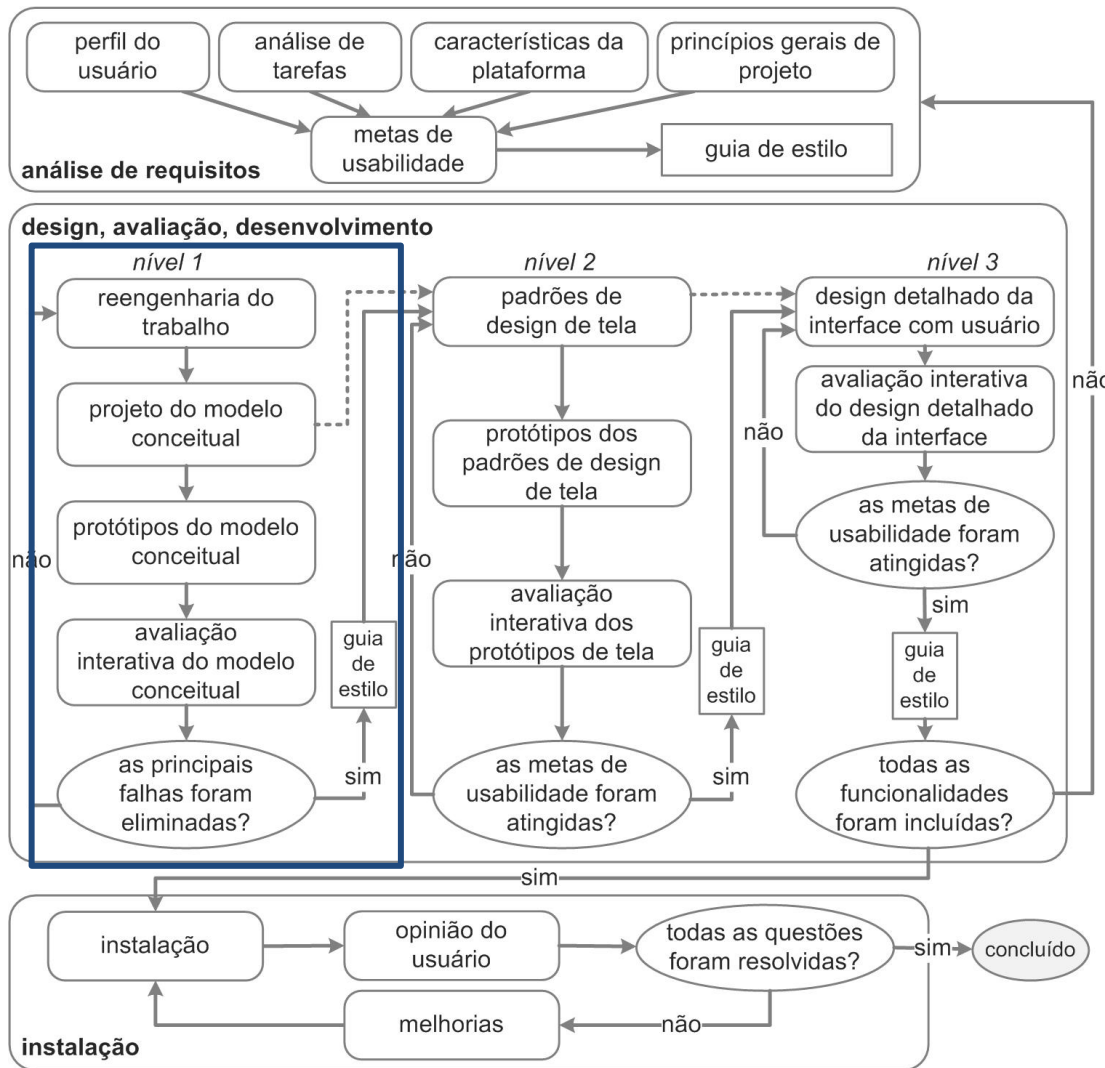 perfil do
usuário
análise de
tarefas
características da
plataforma
princípios gerais de
projeto
metas de
usabilidade
guia de estilo
análise de requisitos
design, avaliação, desenvolvimento
nível 1
reengenharia do
trabalho
projeto do modelo
conceitual
protótipos do modelo
conceitual
não
avaliação
interativa do modelo
conceitual
guia
de
estilo
as principais
falhas foram
eliminadas?
sim
nível 2
padrões de
design de tela
protótipos dos
padrões de design
de tela
não
avaliação
interativa dos
protótipos de tela
guia
de
estilo
as metas de
usabilidade foram
atingidas?
sim
nível 3
design detalhado da
interface com usuário
não
avaliação interativa
do design detalhado
da interface
não
as metas de
usabilidade foram
atingidas?
sim
guia
de
estilo
todas as
funcionalidades
foram incluídas?
sim
instalação
opinião do
usuário
todas as questões
foram resolvidas?
sim
concluído
melhorias
não
instalação